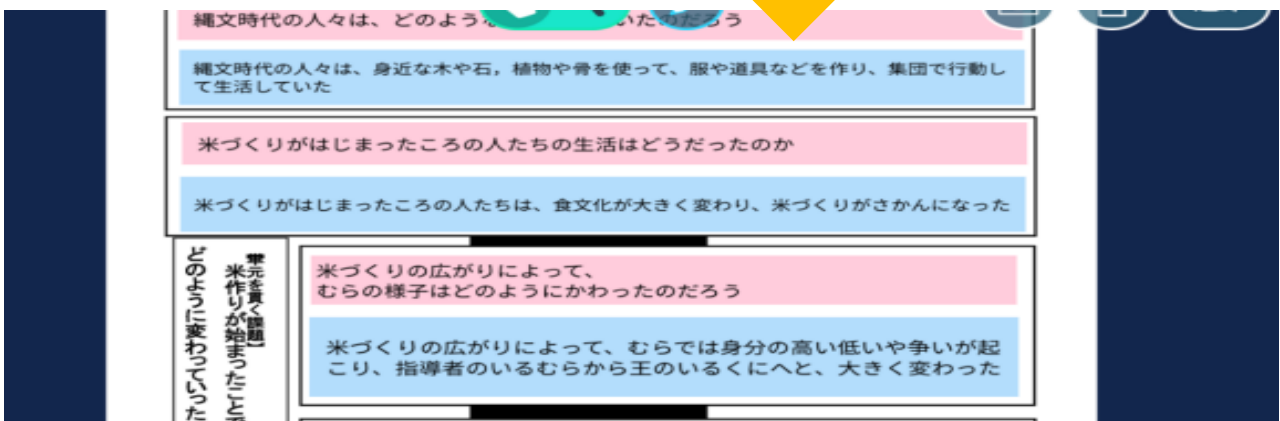 縄文時代の人々は、どのような
いたのだろう
縄文時代の人々は、身近な木や石，植物や骨を使って、服や道具などを作り、集団で行動し
て生活していた
米づくりがはじまったころの人たちの生活はどうだったのか
米づくりがはじまったころの人たちは、食文化が大きく変わり、米づくりがさかんになった
単元を貫く課題】
米作りが始まったことで
どのように変わっていった
米づくりの広がりによって、
むらの様子はどのようにかわったのだろう
米づくりの広がりによって、むらでは身分の高い低いや争いが起
こり、指導者のいるむらから王のいるくにへと、大きく変わった